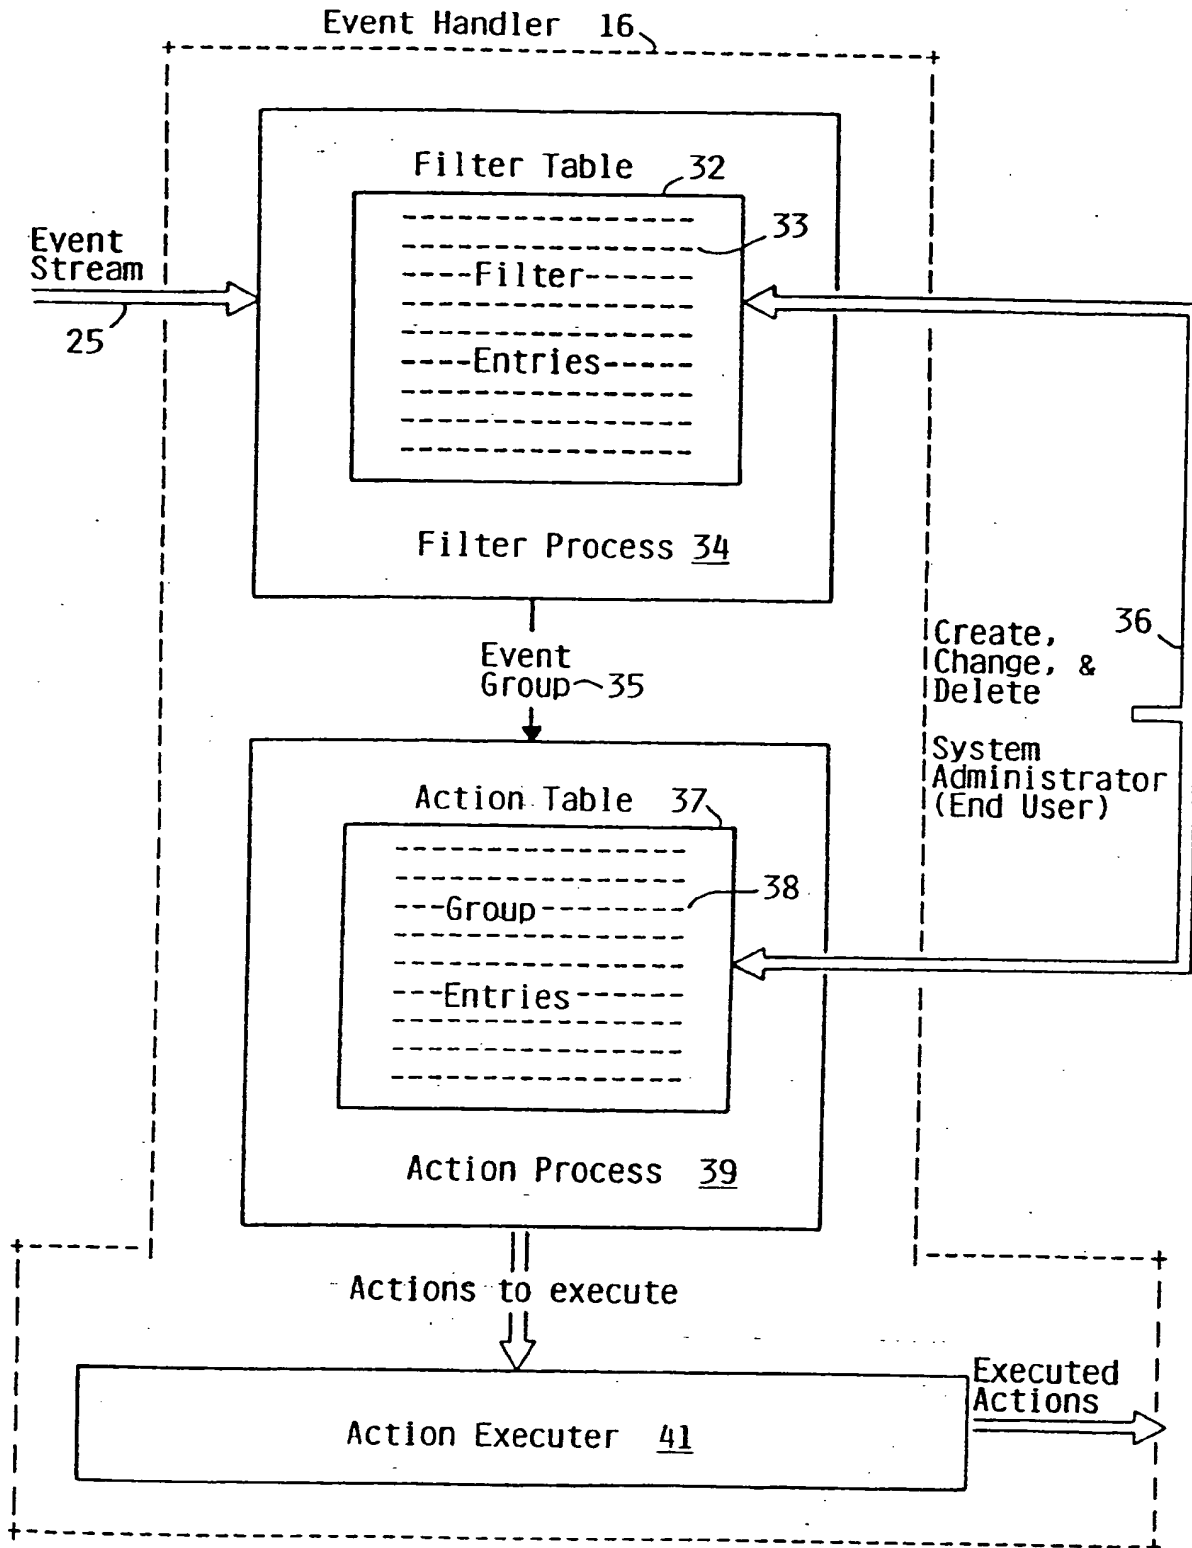 Event Handler 16
Filter Table 32
33
Filter
Entries
Event
Stream
25
Filter Process 34
Event
Group 35
Create,
Change, &
Delete
36
System
Administrator
(End User)
Action Table 37
Group
38
Entries
Action Process 39
Actions to execute
Executed
Actions
Action Executer 41